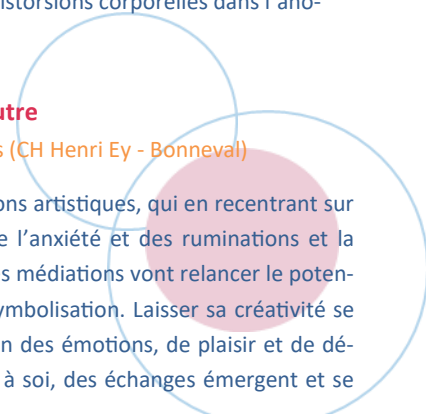 istorsions corporelles dans l'ano-
utre
s (CH Henri Ey - Bonneval)
ons artistiques, qui en recentrant sur
e l'anxiété et des ruminations et la
s médiations vont relancer le poten-
ymbolisation. Laisser sa créativité se
n des émotions, de plaisir et de dé-
à soi, des échanges émergent et se